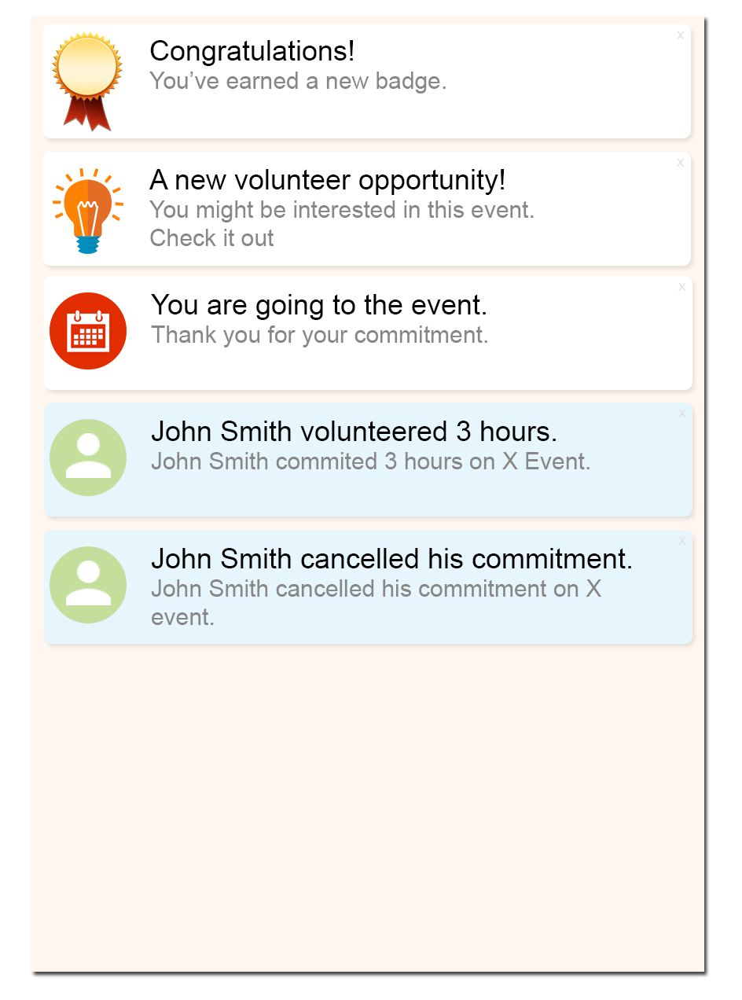 x
Congratulations!
You’ve earned a new badge.
x
A new volunteer opportunity!
You might be interested in this event.
Check it out
x
You are going to the event.
Thank you for your commitment.
x
John Smith volunteered 3 hours.
John Smith commited 3 hours on X Event.
x
John Smith cancelled his commitment.
John Smith cancelled his commitment on X
event.